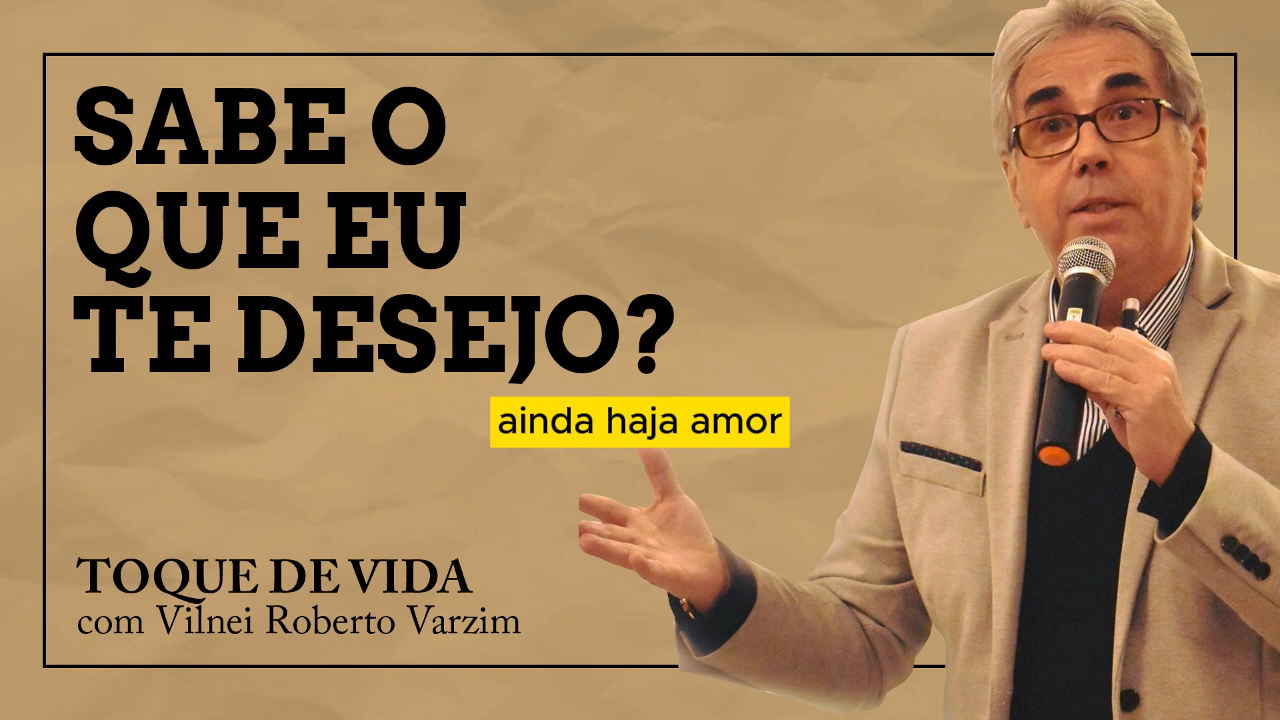 SABE O
QUE EU
TE DESEJO?
ainda haja amor
TOQUE DE VIDA
com Vilnei Roberto Varzim